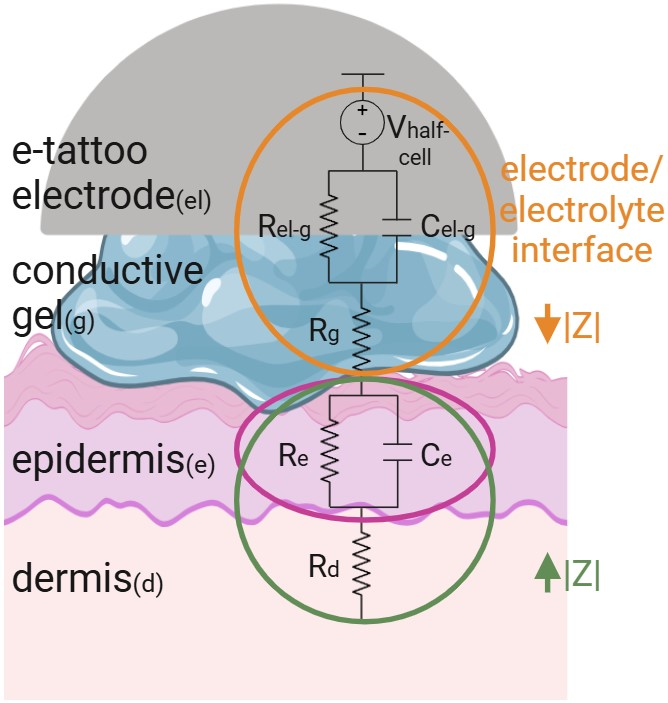 +
-
Vhalf-
cell
e-tattoo
electrode(el)
Rel-g
Cel-g
electrode/
electrolyte
interface
conductive
gel(g)
Rg
|Z|
epidermis(e)
Re
Ce
dermis(d)
Rd
|Z|